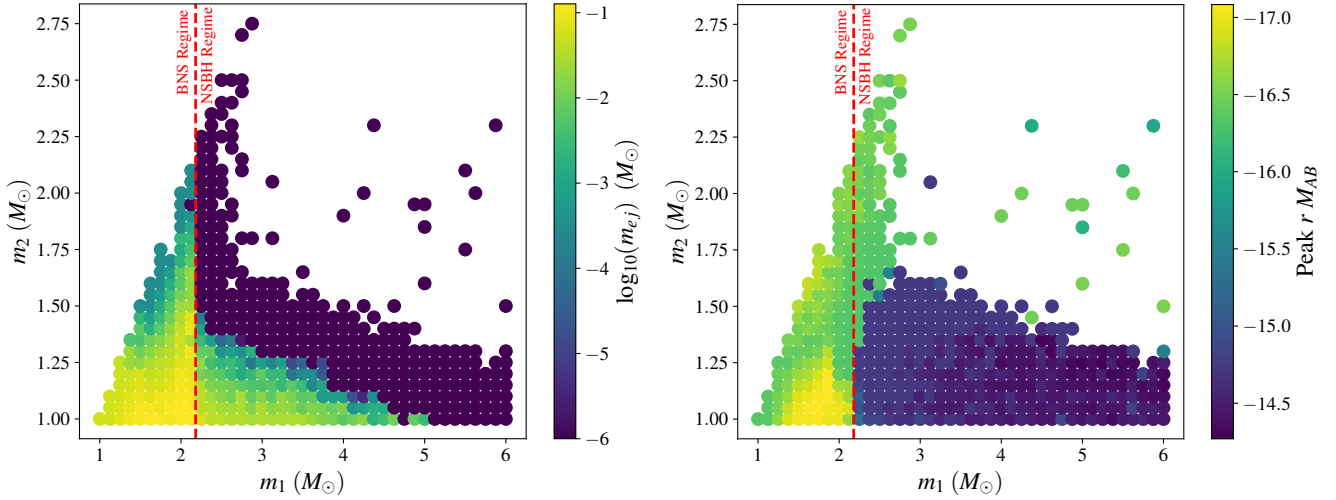 2.75
2.50
2.25
2.00
1.75
1.50
1.25
1.00
m₂ (M⊙)
1 2 3 4 5 6
m₁ (M⊙)
BNS Regime
NSBH Regime
−1
−2
−3
−4
−5
−6
log10(m_{ej}) (M⊙)
2.75
2.50
2.25
2.00
1.75
1.50
1.25
1.00
m₂ (M⊙)
1 2 3 4 5 6
m₁ (M⊙)
BNS Regime
NSBH Regime
−17.0
−16.5
−16.0
−15.5
−15.0
−14.5
Peak r M_{AB}